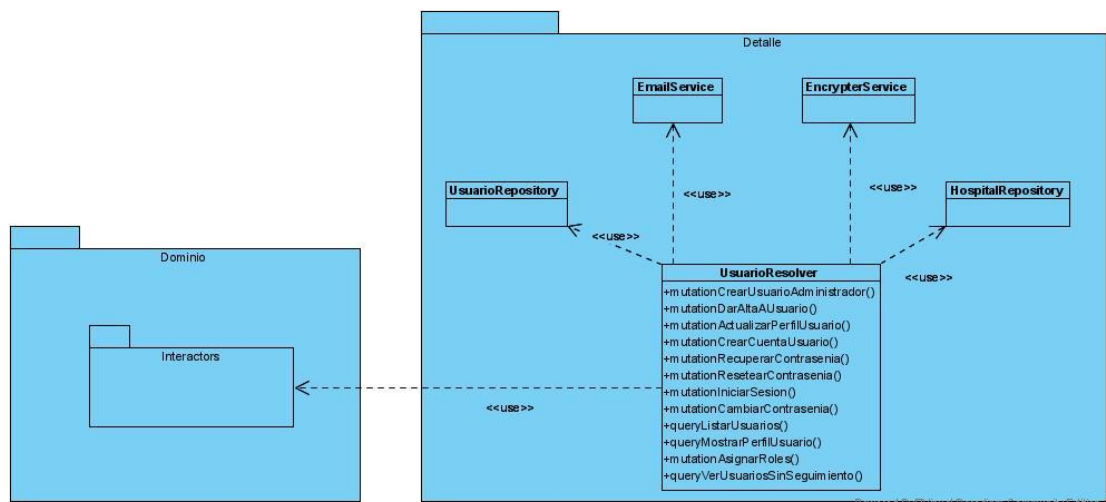 Detalle
EmailService
EncrypterService
<<use>>
<<use>>
UsuarioRepository
HospitalRepository
<<use>>
<<use>>
Dominio
Interactors
<<use>>
UsuarioResolver
+mutationCrearUsuarioAdministrador()
+mutationDarAltaAUsuario()
+mutationActualizarPerfilUsuario()
+mutationCrearCuentaUsuario()
+mutationRecuperarContrasenia()
+mutationResetearContrasenia()
+mutationIniciarSesion()
+mutationCambiarContrasenia()
+queryListarUsuarios()
+queryMostrarPerfilUsuario()
+mutationAsignarRoles()
+queryVerUsuariosSinSeguimiento()